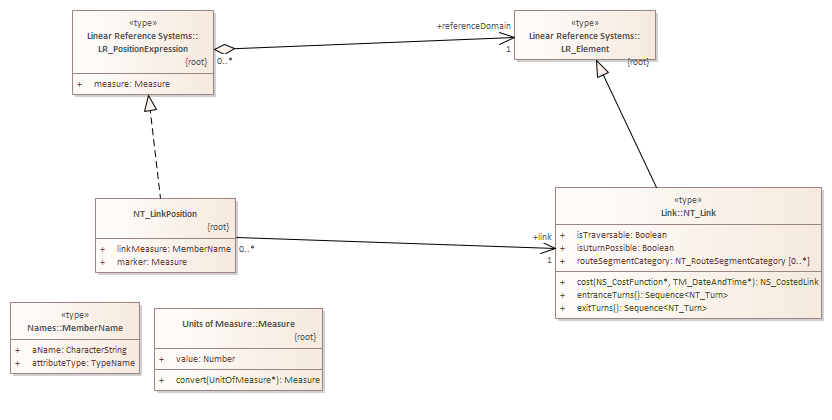 «type»
Linear Reference Systems::
LR_PositionExpression
{root}
+ measure: Measure
+referenceDomain
0..*
1
«type»
Linear Reference Systems::
LR_Element
{root}
NT_LinkPosition
{root}
+ linkMeasure: MemberName
+ marker: Measure
+link
0..*
1
«type»
Link::NT_Link
+ isTraversable: Boolean
+ isUturnPossible: Boolean
+ routeSegmentCategory: NT_RouteSegmentCategory [0..*]
+ cost(NS_CostFunction*, TM_DateAndTime*): NS_CostedLink
+ entranceTurns(): Sequence<NT_Turn>
+ exitTurns(): Sequence<NT_Turn>
«type»
Names::MemberName
+ aName: CharacterString
+ attributeType: TypeName
Units of Measure::Measure
{root}
+ value: Number
+ convert(UnitOfMeasure*): Measure